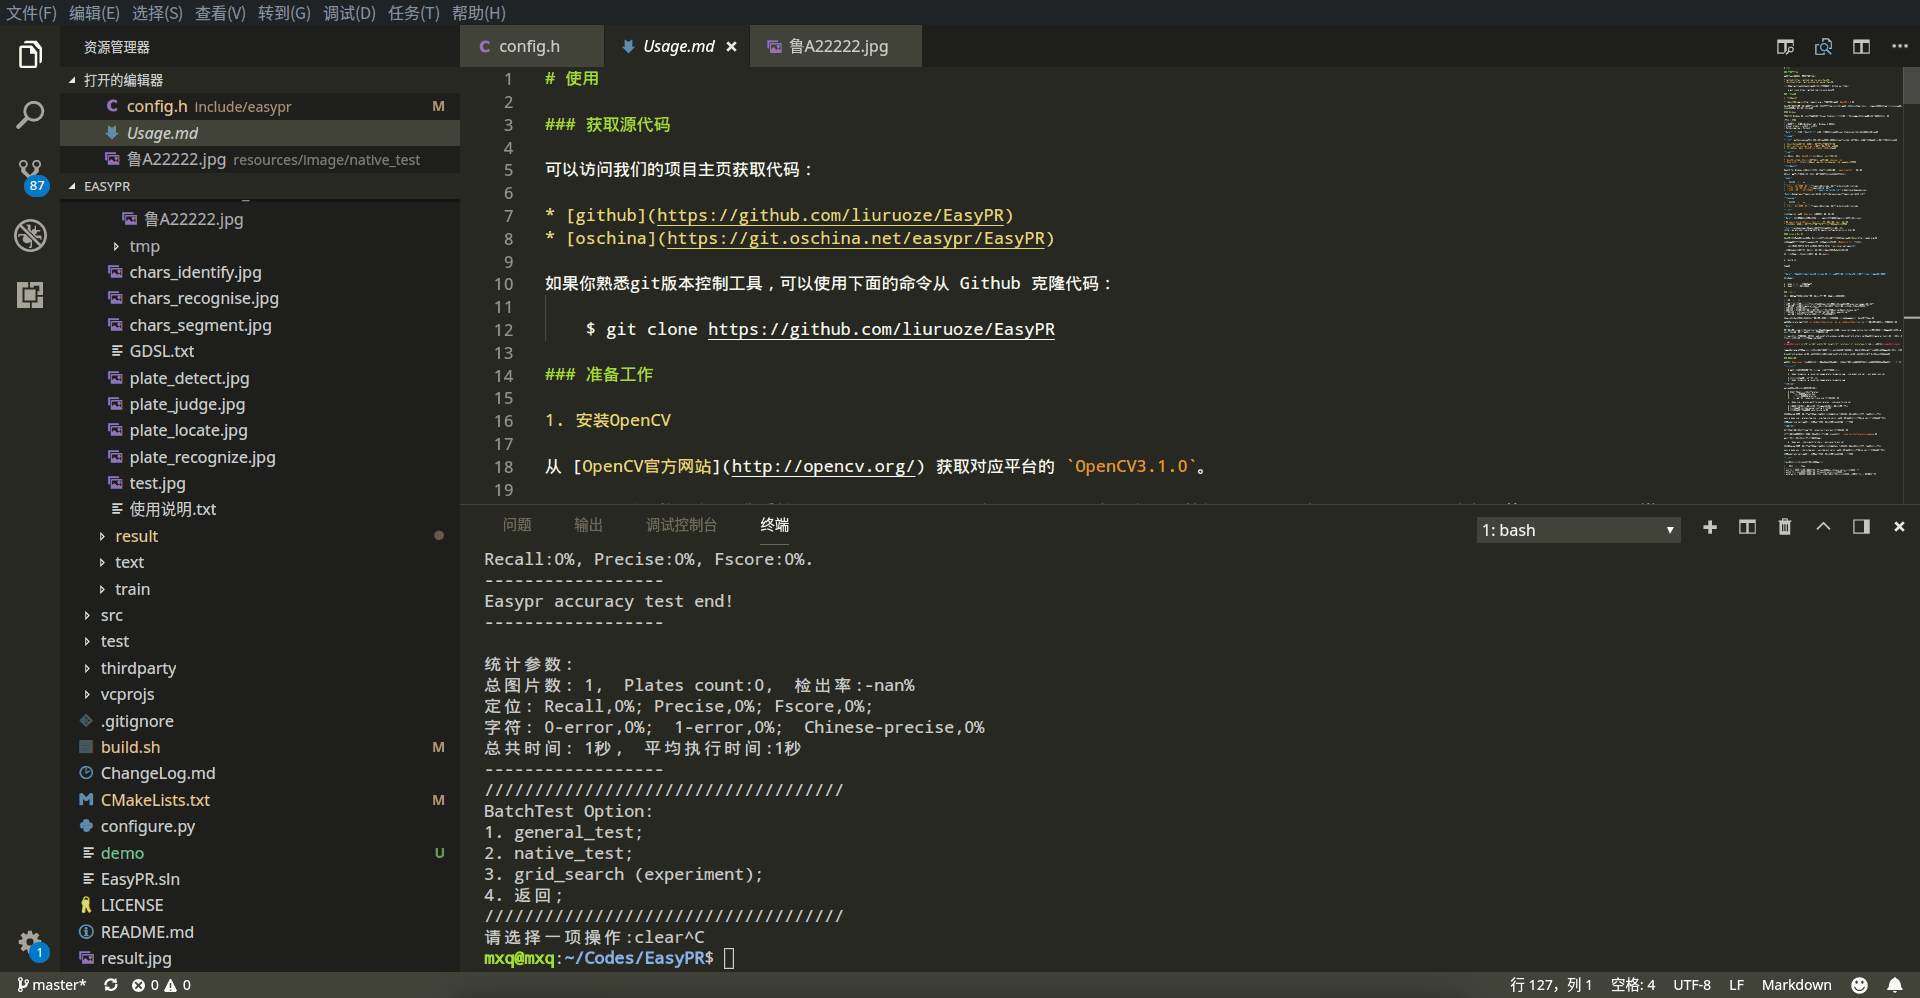 文件(F) 编辑(E) 选择(S) 查看(V) 转到(G) 调试(D) 任务(T) 帮助(H)
资源管理器
打开的编辑器
C config.h Include/easypr M
Usage.md
鲁A22222.jpg resources/Image/native_test
87
EASYPR
鲁A22222.jpg
tmp
chars_identify.jpg
chars_recognise.jpg
chars_segment.jpg
GDSL.txt
plate_detect.jpg
plate_judge.jpg
plate_locate.jpg
plate_recognize.jpg
test.jpg
使用说明.txt
result
text
train
src
test
thirdparty
vcprojs
.gitignore
build.sh M
ChangeLog.md
CMakeLists.txt M
configure.py
demo U
EasyPR.sln
LICENSE
README.md
result.jpg
1
C config.h Usage.md × 鲁A22222.jpg
1 # 使用
2
3 ### 获取源代码
4
5 可以访问我们的项目主页获取代码：
6
7 * [github](https://github.com/liuruoze/EasyPR)
8 * [oschina](https://git.oschina.net/easypr/EasyPR)
9
10 如果你熟悉git版本控制工具，可以使用下面的命令从 Github 克隆代码：
11
12 $ git clone https://github.com/liuruoze/EasyPR
13
14 ### 准备工作
15
16 1. 安装OpenCV
17
18 从 [OpenCV官方网站](http://opencv.org/) 获取对应平台的 `OpenCV3.1.0`。
19
问题 输出 调试控制台 终端
1: bash
Recall:0%, Precise:0%, Fscore:0%.
------------------
Easypr accuracy test end!
------------------
统计参数:
总图片数: 1, Plates count:0, 检出率:-nan%
定位: Recall,0%; Precise,0%; Fscore,0%;
字符: 0-error,0%; 1-error,0%; Chinese-precise,0%
总共时间: 1秒, 平均执行时间:1秒
------------------
////////////////////////////////////
BatchTest Option:
1. general_test;
2. native_test;
3. grid_search (experiment);
4. 返回;
////////////////////////////////////
请选择一项操作:clear^C
mxq@mxq:~/Codes/EasyPR$
master* 0 0
行 127，列 1 空格: 4 UTF-8 LF Markdown